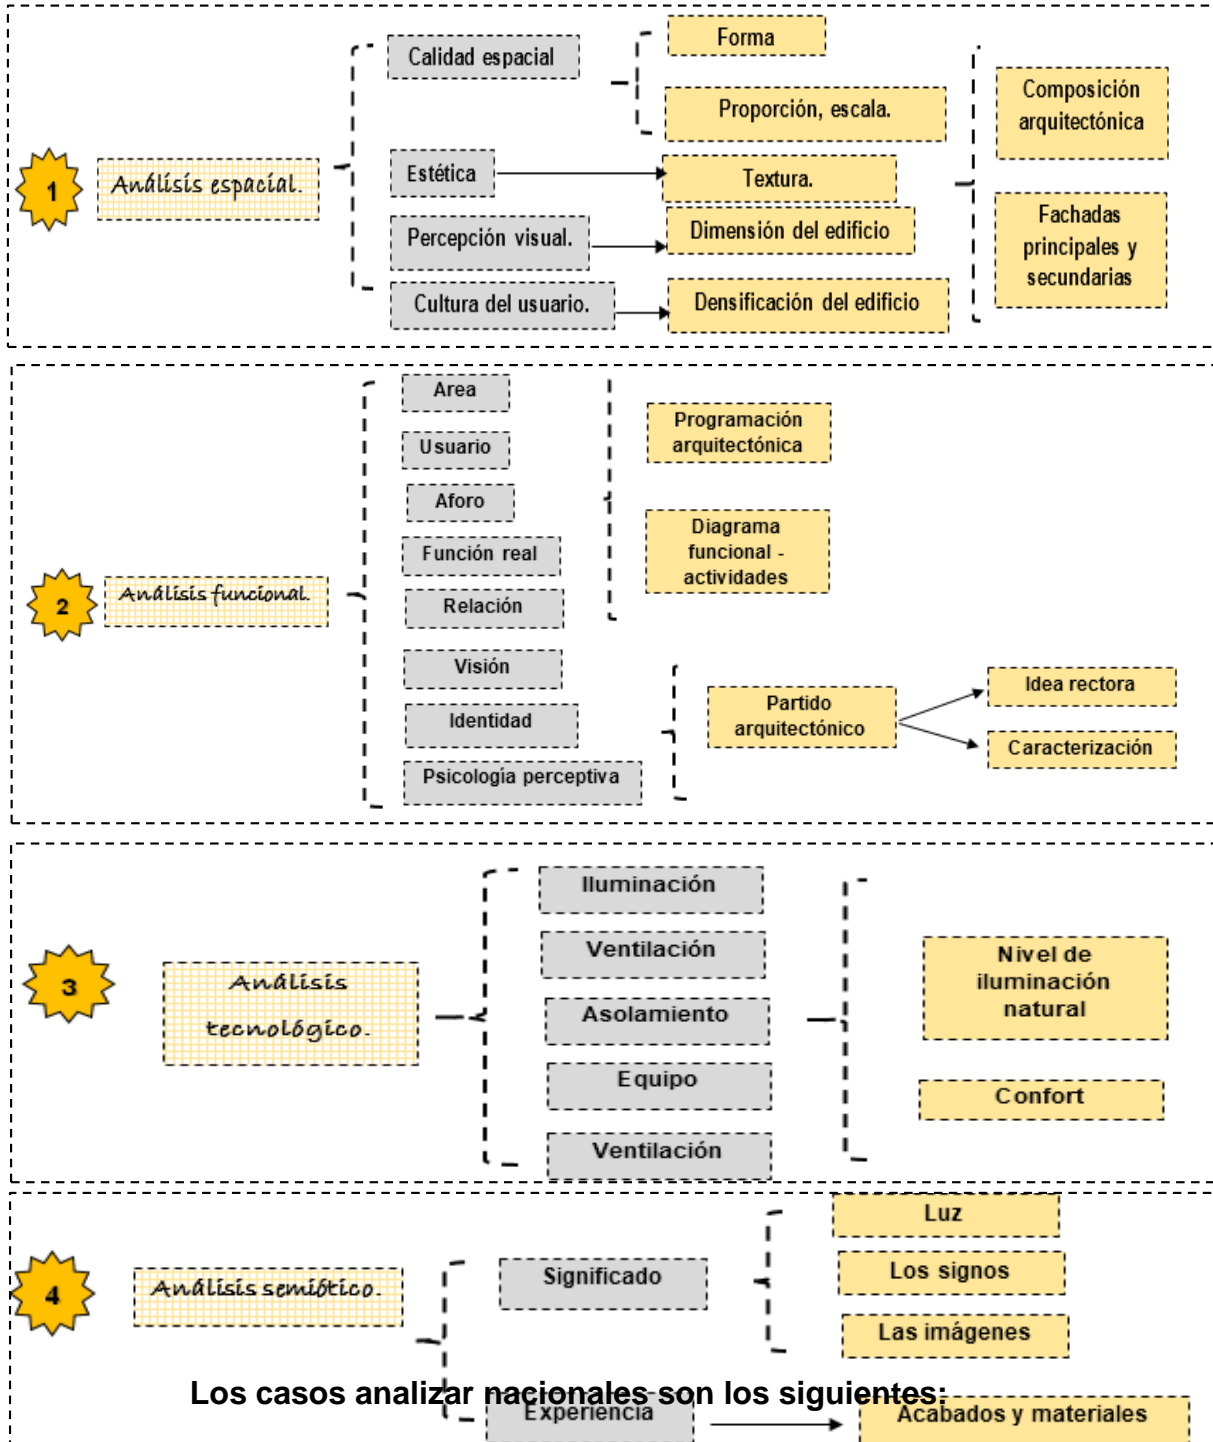 1
Análisis espacial.
Calidad espacial
Forma
Proporción, escala.
Estética
Textura.
Percepción visual.
Dimensión del edificio
Cultura del usuario.
Densificación del edificio
Composición
arquitectónica
Fachadas
principales y
secundarias
2
Análisis funcional.
Area
Usuario
Aforo
Función real
Relación
Visión
Identidad
Psicología perceptiva
Programación
arquitectónica
Diagrama
funcional -
actividades
Partido
arquitectónico
Idea rectora
Caracterización
3
Análisis
tecnológico.
Iluminación
Ventilación
Asolamiento
Equipo
Ventilación
Nivel de
iluminación
natural
Confort
4
Análisis semiótico.
Significado
Luz
Los signos
Las imágenes
Los casos analizar nacionales son los siguientes:
Experiencia
Acabados y materiales